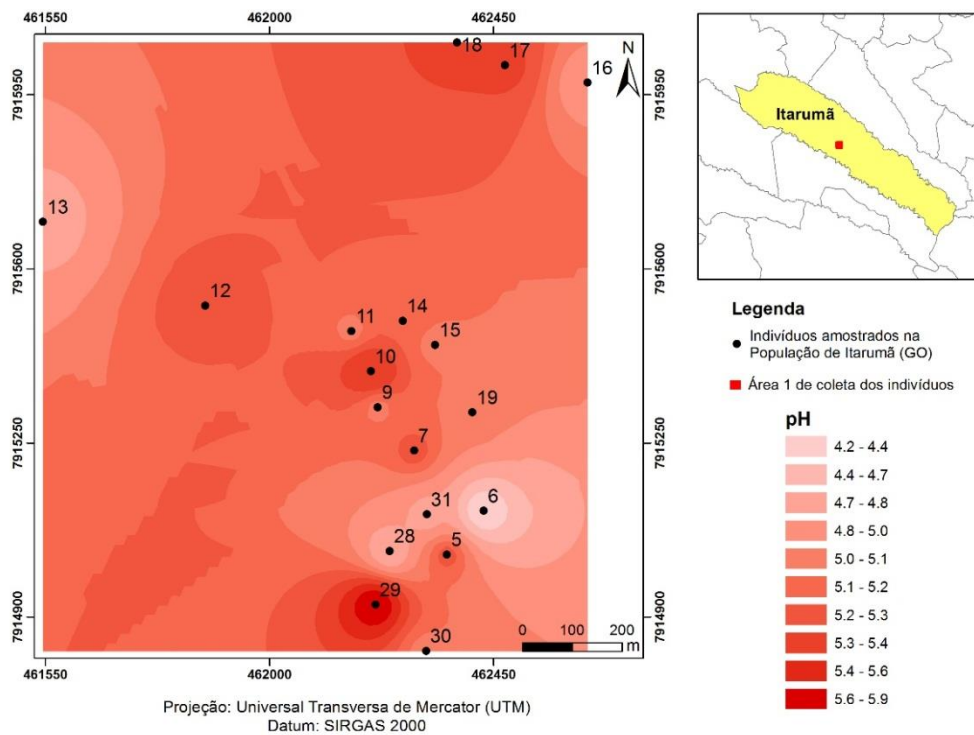 461550
462000
462450
18
17
N
16
7915950
7915950
13
7915600
7915600
12
11
14
15
10
9
19
7
7915250
7915250
31
6
28
5
29
7914900
7914900
30
0 100 200
m
461550
462000
462450
Projeção: Universal Transversa de Mercator (UTM)
Datum: SIRGAS 2000
Itarumã
Legenda
Indivíduos amostrados na
População de Itarumã (GO)
Área 1 de coleta dos indivíduos
pH
4.2 - 4.4
4.4 - 4.7
4.7 - 4.8
4.8 - 5.0
5.0 - 5.1
5.1 - 5.2
5.2 - 5.3
5.3 - 5.4
5.4 - 5.6
5.6 - 5.9